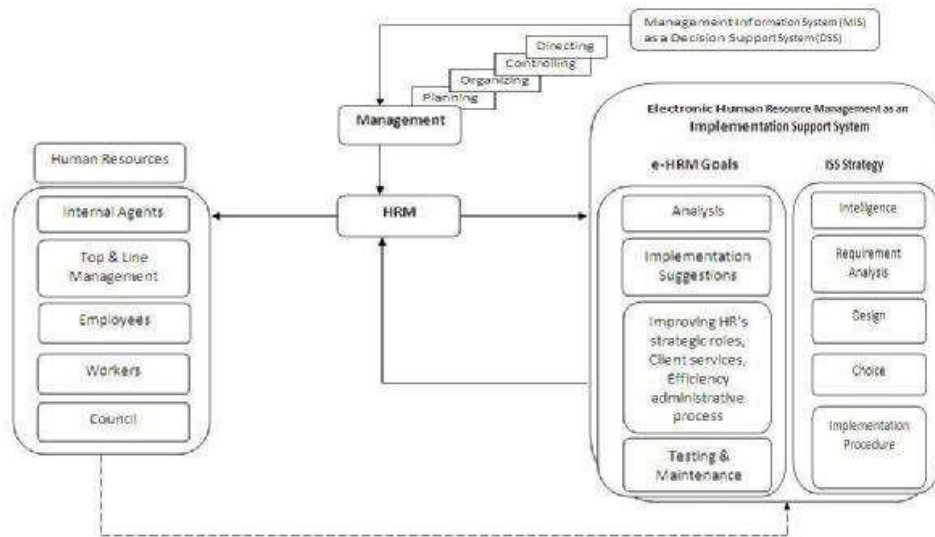 Management Information System (MIS)
as a Decision Support System (DSS)
Directing
Controlling
Organizing
Planning
Management
Electronic Human Resource Management as an
Implementation Support System
Human Resources
e-HRM Goals
ISS Strategy
Internal Agents
HRM
Analysis
Intelligence
Top & Line
Management
Implementation
Suggestions
Requirement
Analysis
Employees
Improving HR's
strategic roles,
Client services,
Efficiency
administrative
process
Design
Workers
Choice
Council
Implementation
Procedure
Testing &
Maintenance